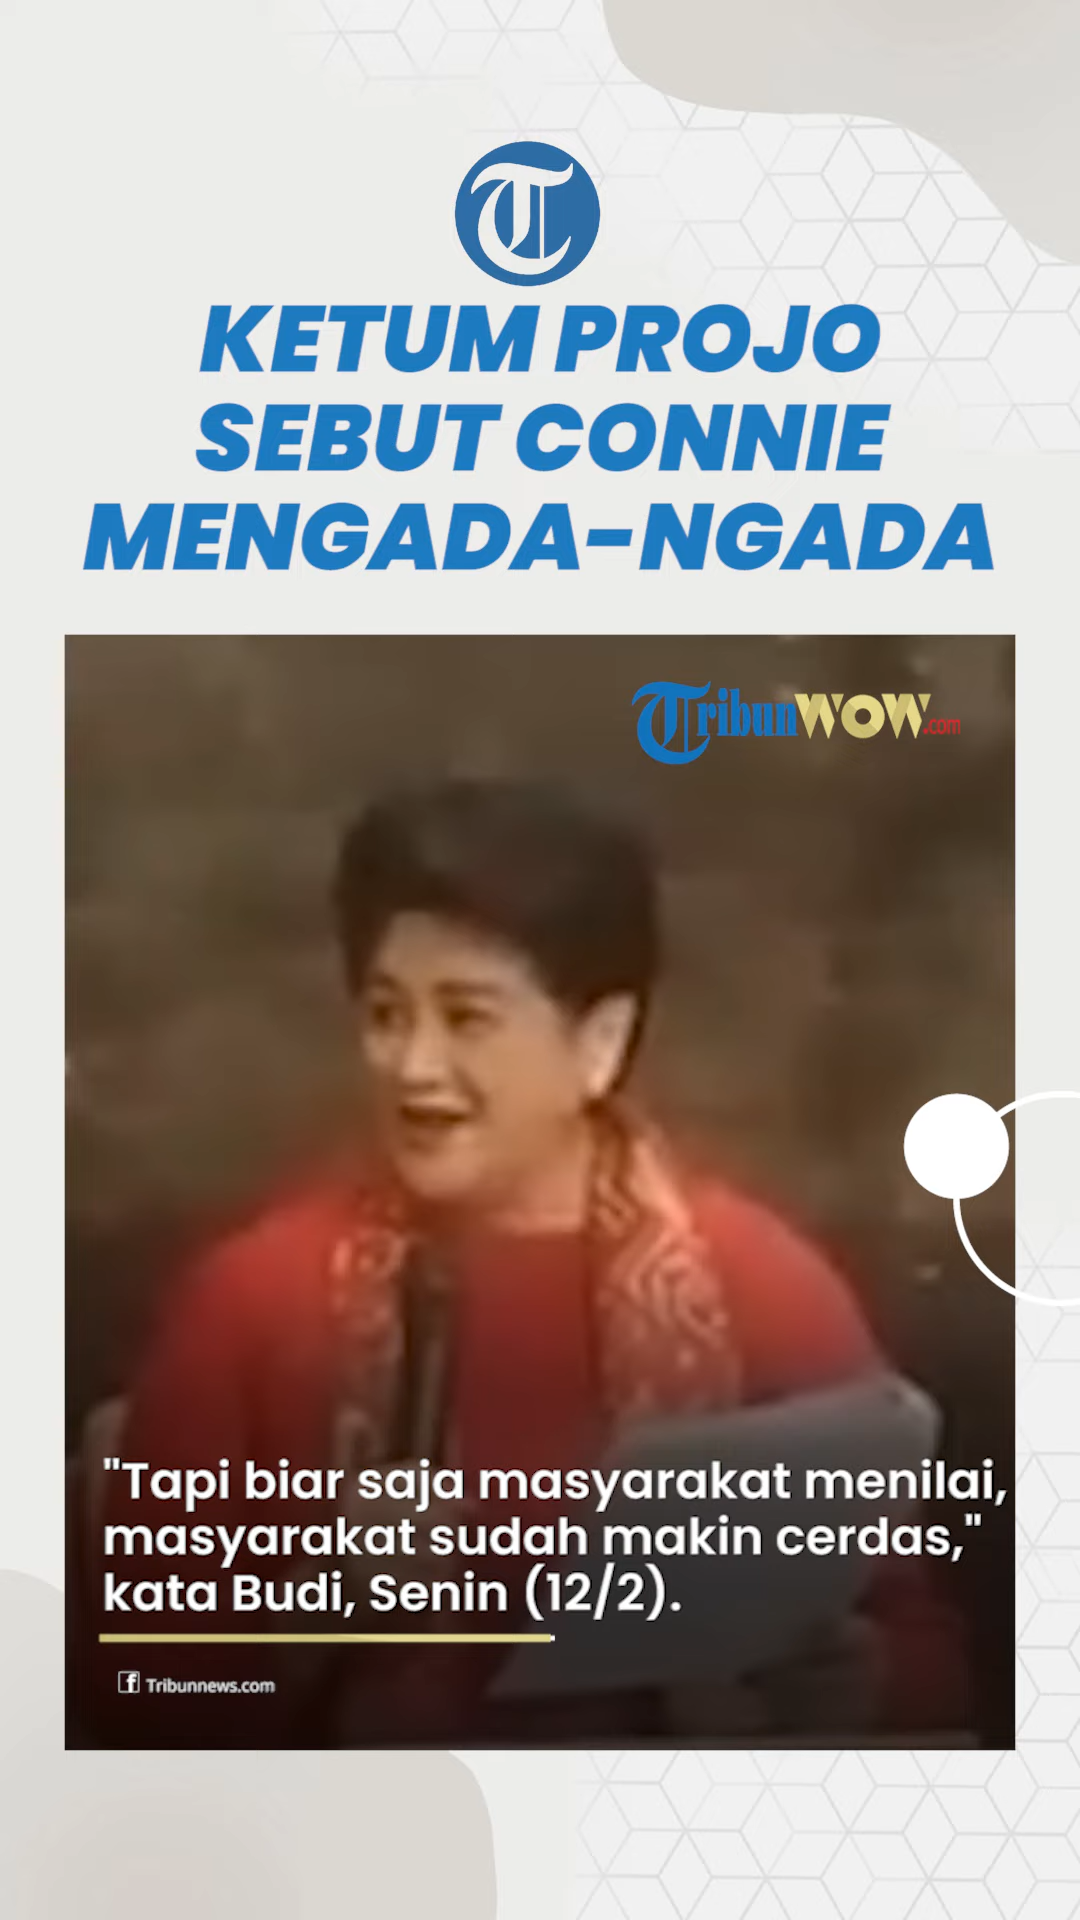 KETUM PROJO
SEBUT CONNIE
MENGADA-NGADA
TribunWOW.com
"Tapi biar saja masyarakat menilai,
masyarakat sudah makin cerdas,"
kata Budi, Senin (12/2).
Tribunnews.com